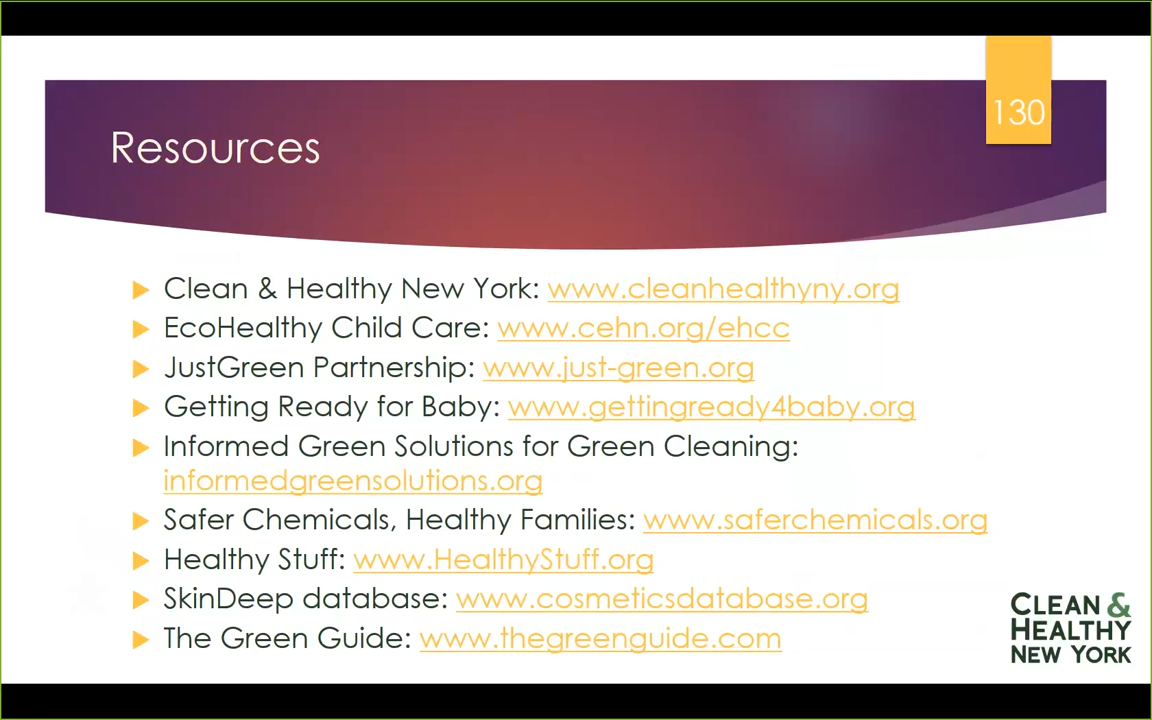 130
Resources
Clean & Healthy New York: www.cleanhealthyny.org
EcoHealthy Child Care: www.cehn.org/ehcc
JustGreen Partnership: www.just-green.org
Getting Ready for Baby: www.gettingready4baby.org
Informed Green Solutions for Green Cleaning:
informedgreensolutions.org
Safer Chemicals, Healthy Families: www.saferchemicals.org
Healthy Stuff: www.HealthyStuff.org
SkinDeep database: www.cosmeticsdatabase.org
The Green Guide: www.thegreenguide.com
CLEAN &
HEALTHY
NEW YORK